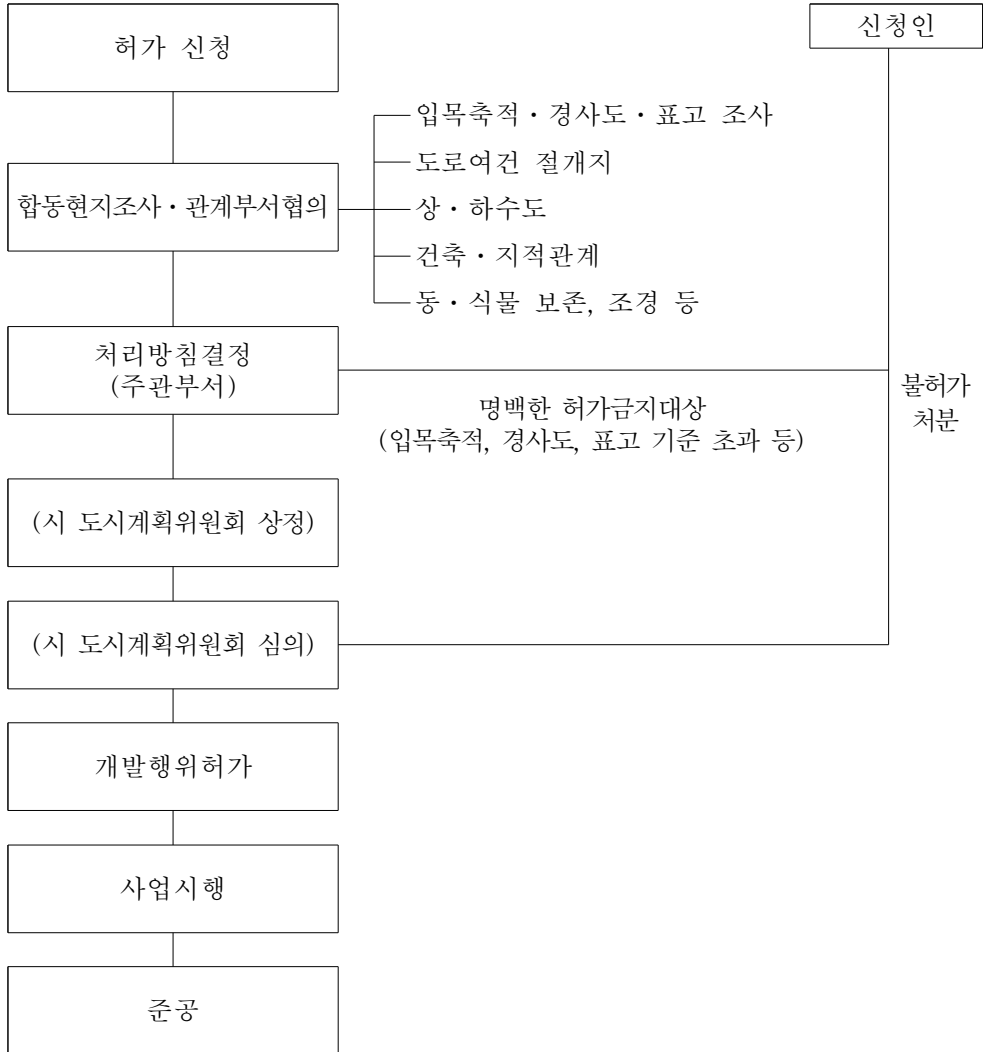 허가 신청
신청인
입목축적·경사도·표고 조사
도로여건 절개지
합동현지조사·관계부서협의
상·하수도
건축·지적관계
동·식물 보존, 조경 등
처리방침결정
(주관부서)
명백한 허가금지대상
(입목축적, 경사도, 표고 기준 초과 등)
불허가
처분
(시 도시계획위원회 상정)
(시 도시계획위원회 심의)
개발행위허가
사업시행
준공